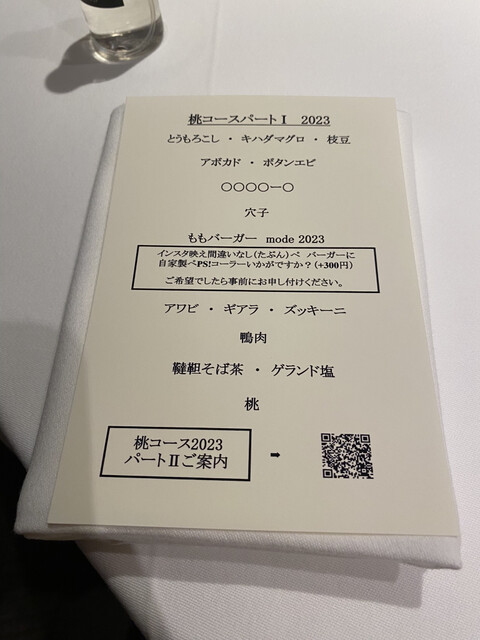 桃コースパートⅠ 2023
とうもろこし ・ キハダマグロ ・ 枝豆
アボカド ・ ボタンエビ
○○○○ー○
穴子
ももバーガー mode 2023
インスタ映え間違いなし(たぶん)ペ バーガーに
自家製ペPS!コーラーいかがですか?(+300円)
ご希望でしたら事前にお申し付けください。
アワビ ・ ギアラ ・ ズッキーニ
鴨肉
韃靼そば茶 ・ ゲランド塩
桃
桃コース2023
パートⅡご案内
➡